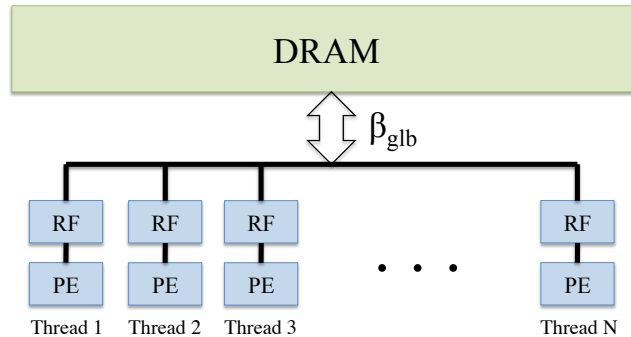 DRAM
βglb
RF RF RF RF
PE PE PE • • • PE
Thread 1 Thread 2 Thread 3 Thread N